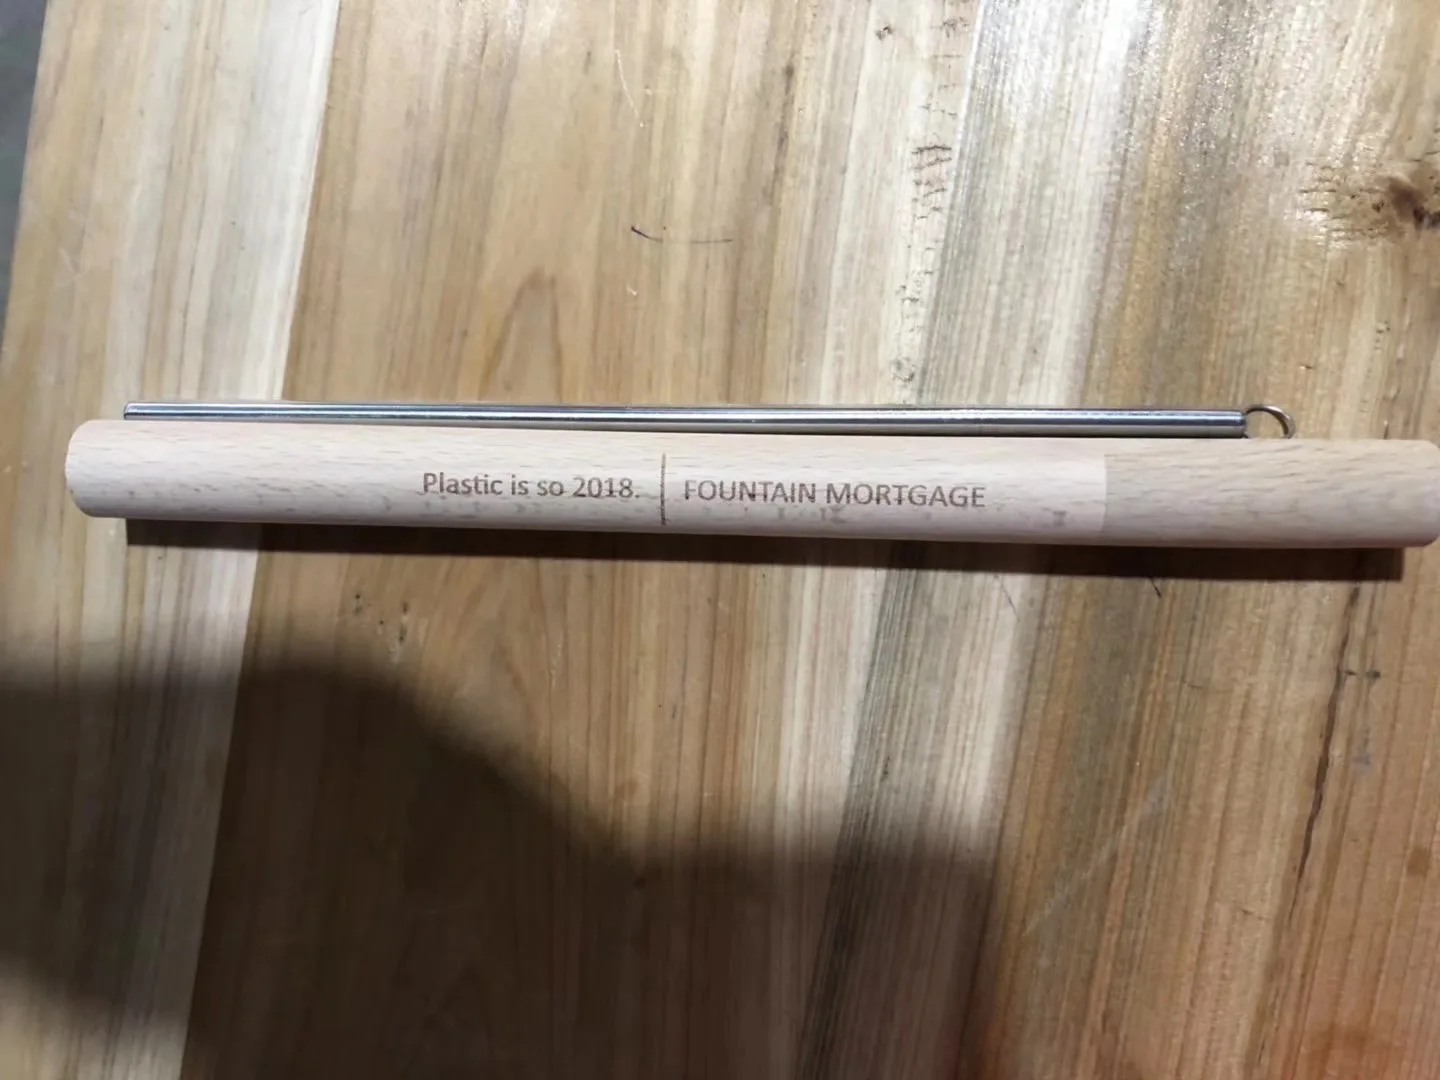 Plastic is so 2018. | FOUNTAIN MORTGAGE